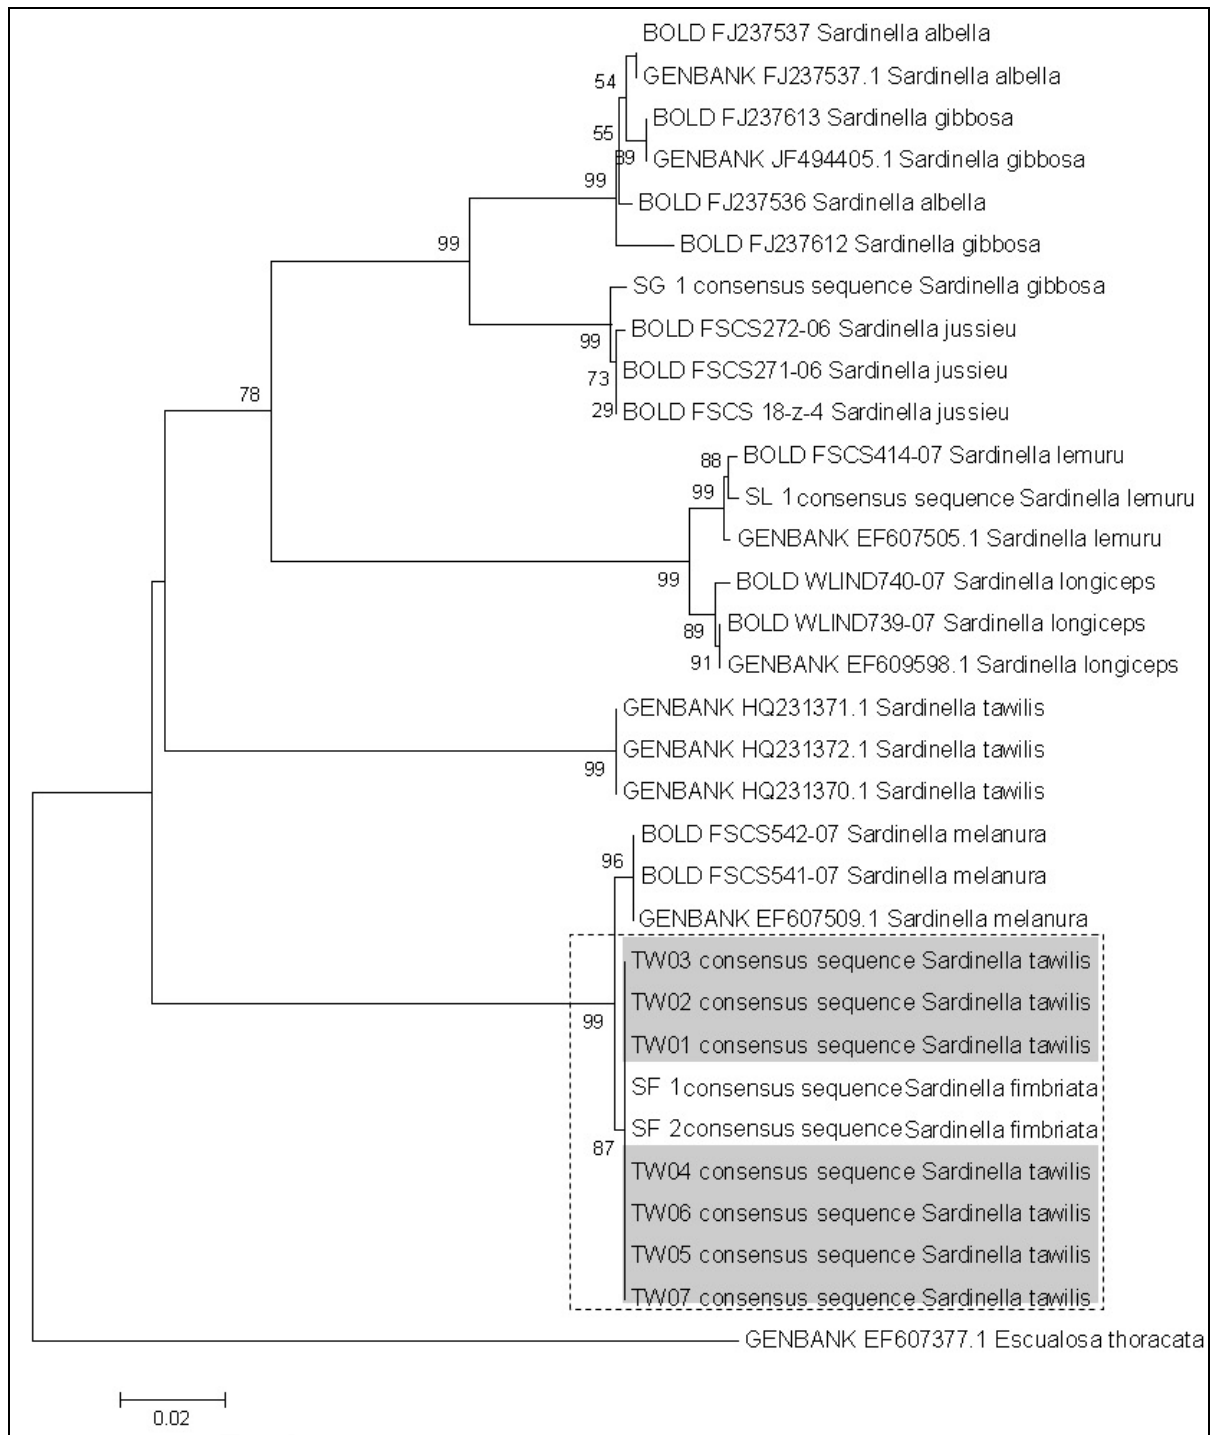 BOLD FJ237537 Sardinella albella
54
GENBANK FJ237537.1 Sardinella albella
BOLD FJ237613 Sardinella gibbosa
55
89
GENBANK JF494405.1 Sardinella gibbosa
99
BOLD FJ237536 Sardinella albella
99
BOLD FJ237612 Sardinella gibbosa
SG 1 consensus sequence Sardinella gibbosa
BOLD FSCS272-06 Sardinella jussieu
99
BOLD FSCS271-06 Sardinella jussieu
73
78
29
BOLD FSCS 18-z-4 Sardinella jussieu
88
BOLD FSCS414-07 Sardinella lemuru
99
SL 1consensus sequence Sardinella lemuru
GENBANK EF607505.1 Sardinella lemuru
99
BOLD WLIND740-07 Sardinella longiceps
BOLD WLIND739-07 Sardinella longiceps
89
91
GENBANK EF609598.1 Sardinella longiceps
GENBANK HQ231371.1 Sardinella tawilis
GENBANK HQ231372.1 Sardinella tawilis
99
GENBANK HQ231370.1 Sardinella tawilis
BOLD FSCS542-07 Sardinella melanura
96
BOLD FSCS541-07 Sardinella melanura
GENBANK EF607509.1 Sardinella melanura
TW03 consensus sequence Sardinella tawilis
TW02 consensus sequence Sardinella tawilis
99
TW01 consensus sequence Sardinella tawilis
SF 1consensus sequenceSardinella fimbriata
SF 2consensus sequenceSardinella fimbriata
87
TW04 consensus sequence Sardinella tawilis
TW06 consensus sequence Sardinella tawilis
TW05 consensus sequence Sardinella tawilis
TW07 consensus sequence Sardinella tawilis
GENBANK EF607377.1 Escualosa thoracata
0.02